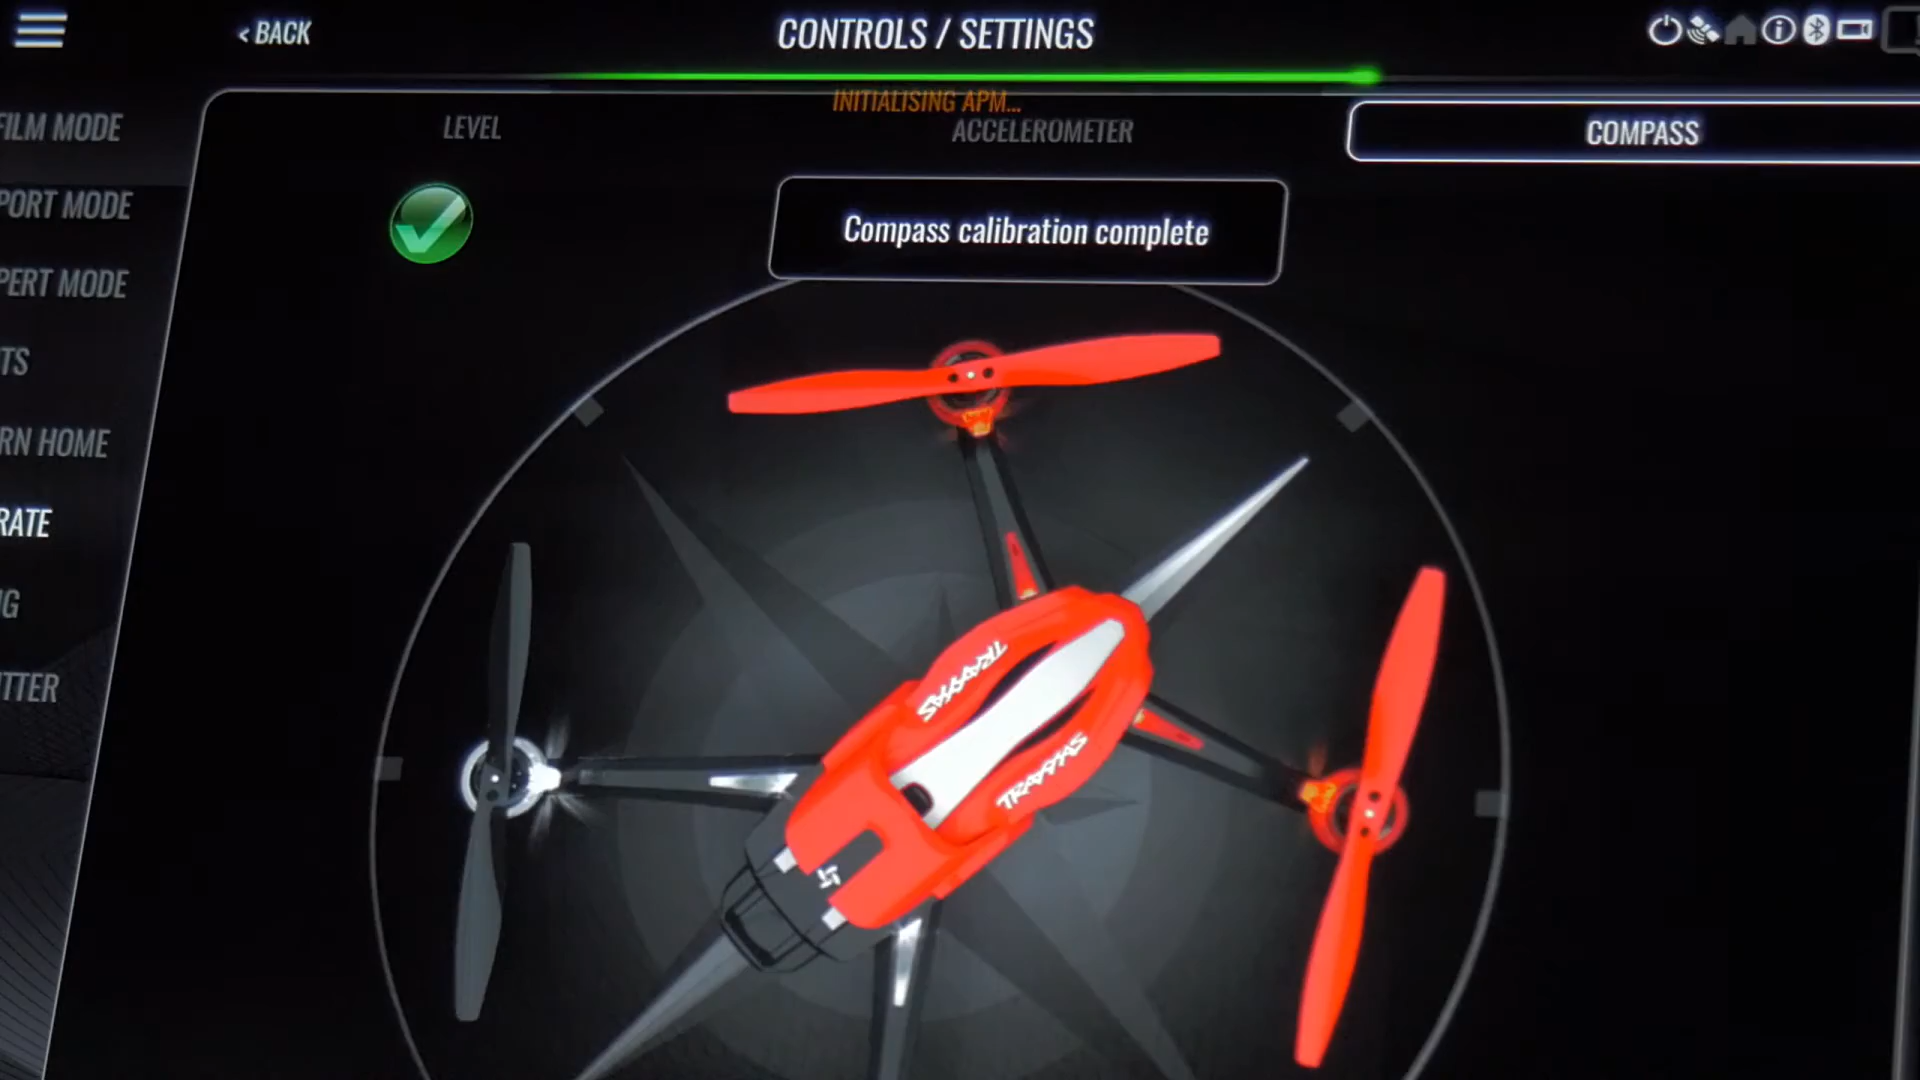 < BACK
CONTROLS / SETTINGS
INITIALISING APM...
LEVEL
ACCELEROMETER
COMPASS
FILM MODE
PORT MODE
PERT MODE
TS
RN HOME
RATE
G
TTER
Compass calibration complete
TRAXXAS
TRAXXAS